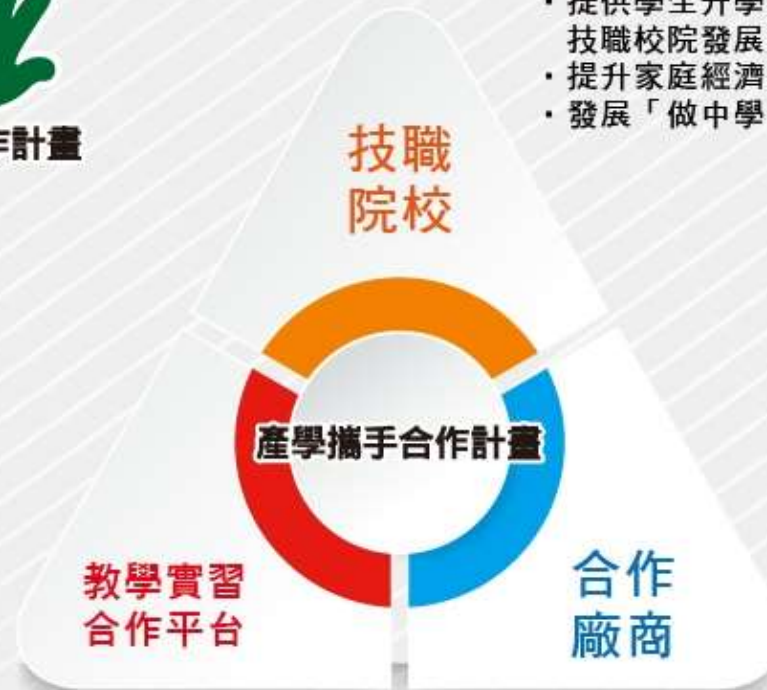 ・提供學生升學
技職校院發展
・提升家庭經濟
・發展「做中學
作計畫
技職
院校
產學攜手合作計畫
教學實習
合作平台
合作
廠商